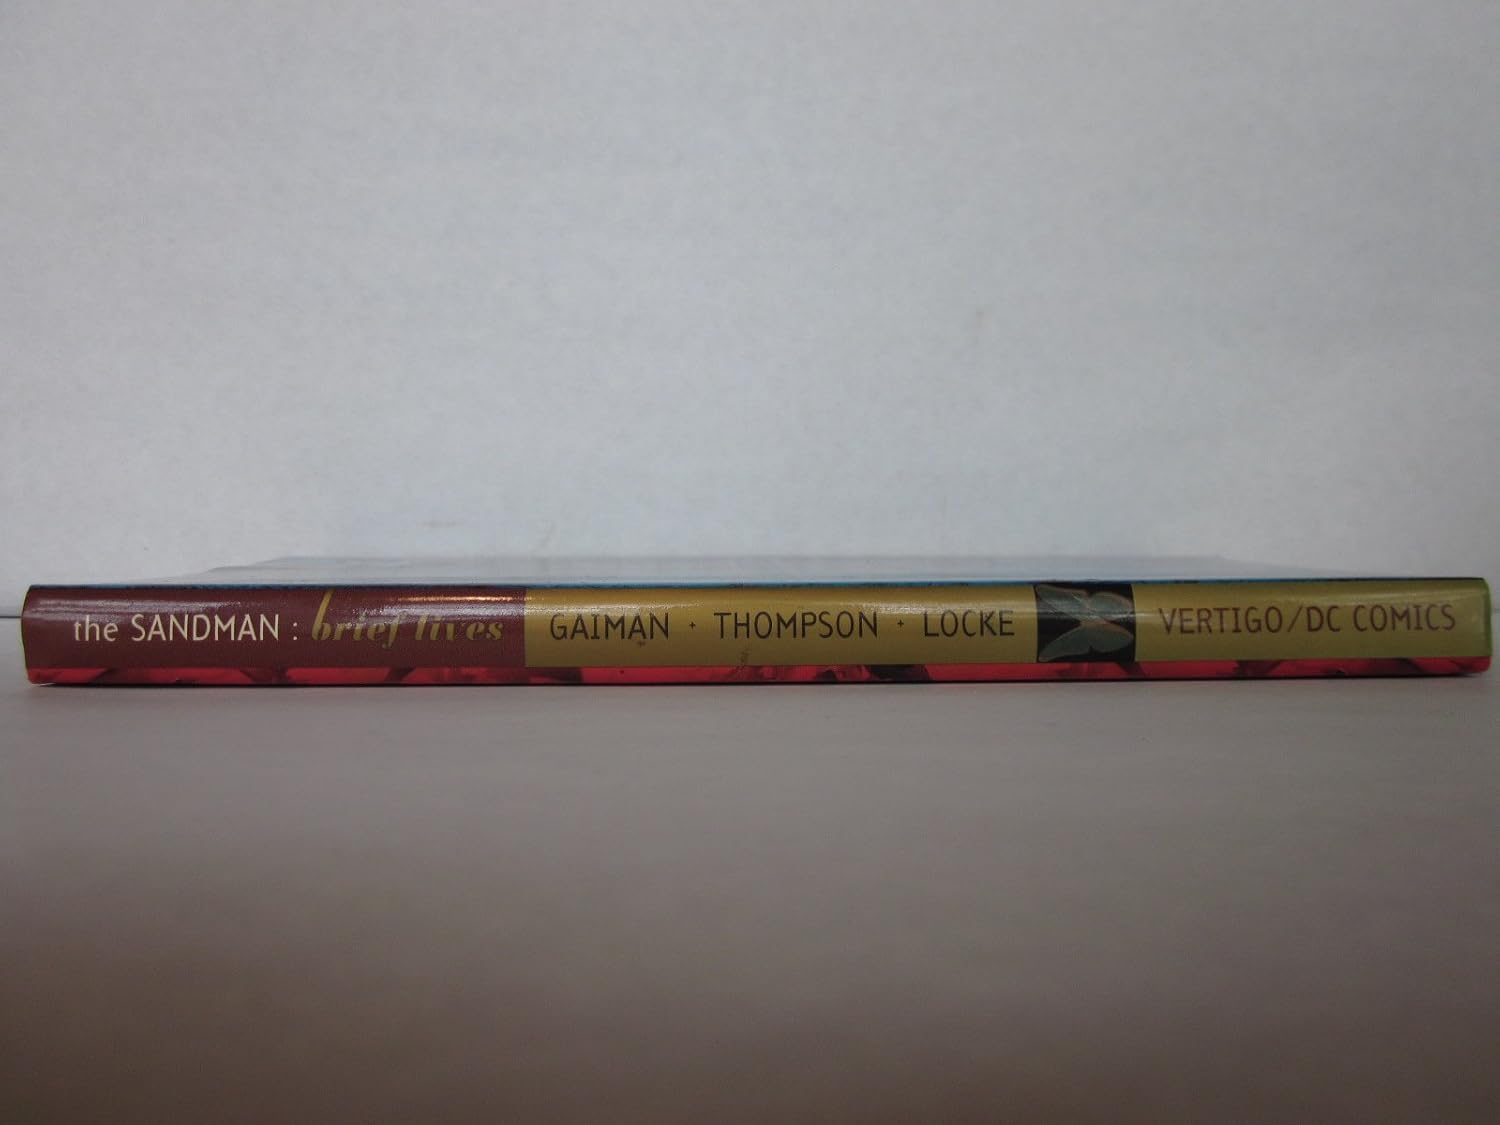 the SANDMAN : brief lives GAIMAN + THOMPSON + LOCKE VERTIGO/DC COMICS